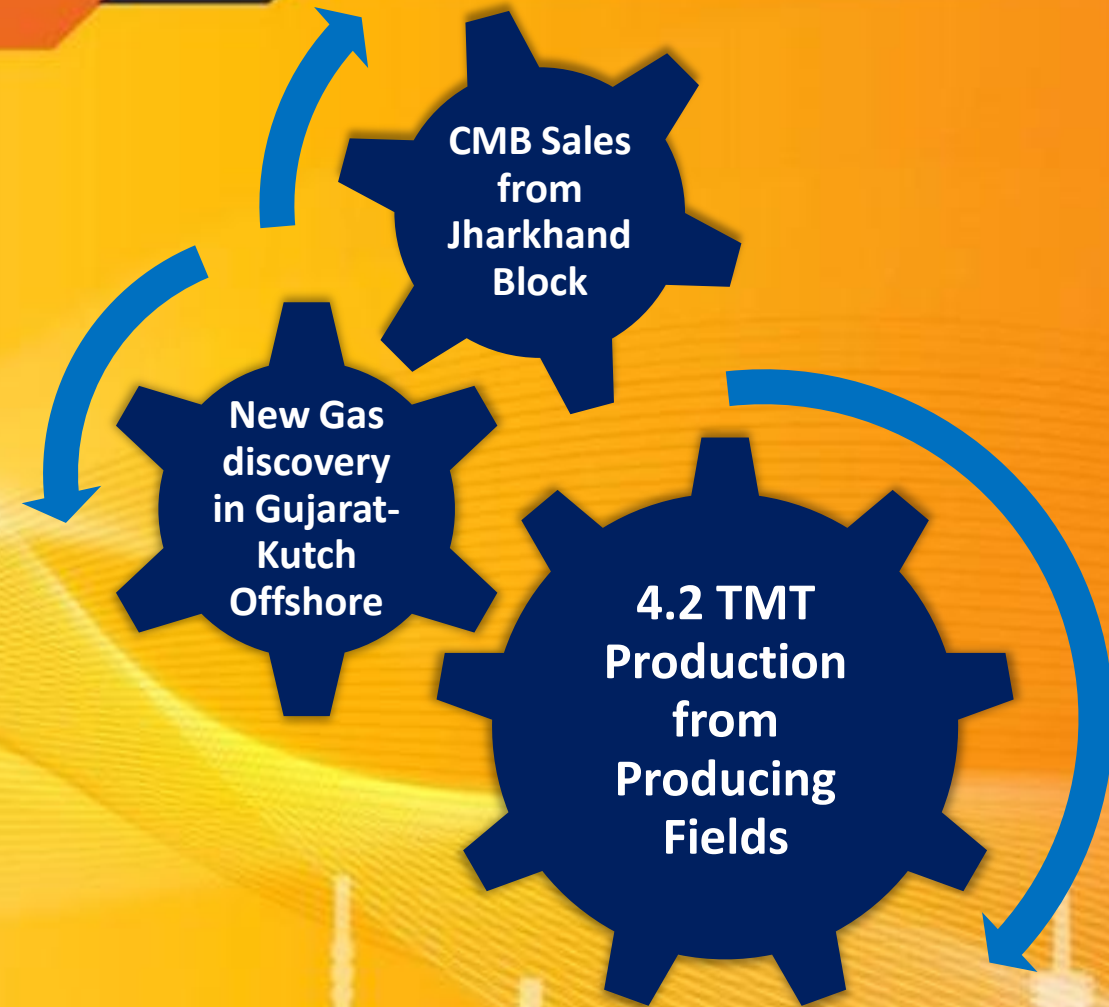 CMB Sales
from
Jharkhand
Block
New Gas
discovery
in Gujarat-
Kutch
Offshore
4.2 TMT
Production
from
Producing
Fields